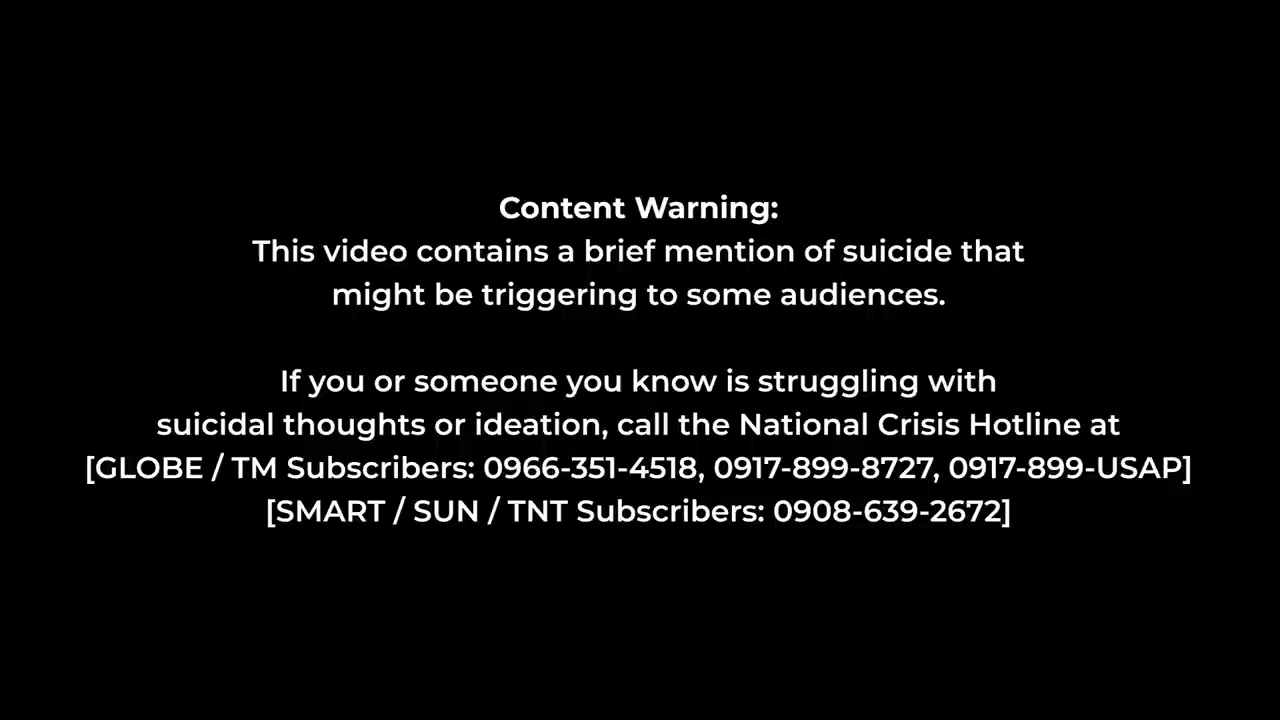 Content Warning:
This video contains a brief mention of suicide that
might be triggering to some audiences.
If you or someone you know is struggling with
suicidal thoughts or ideation, call the National Crisis Hotline at
[GLOBE / TM Subscribers: 0966-351-4518, 0917-899-8727, 0917-899-USAP]
[SMART / SUN / TNT Subscribers: 0908-639-2672]